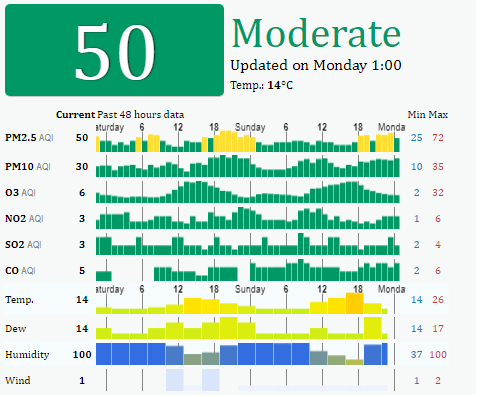 50
Moderate
Updated on Monday 1:00
Temp.: 14°C
Current Past 48 hours data Min Max
aturday 6 12 18 Sunday 6 12 18 Monda
PM2.5 AQI 50 25 72
PM10 AQI 30 10 35
O3 AQI 6 2 32
NO2 AQI 3 1 6
SO2 AQI 3 2 4
CO AQI 5 2 6
aturday 6 12 18 Sunday 6 12 18 Monda
Temp. 14 14 26
Dew 14 14 17
Humidity 100 37 100
Wind 1 1 2